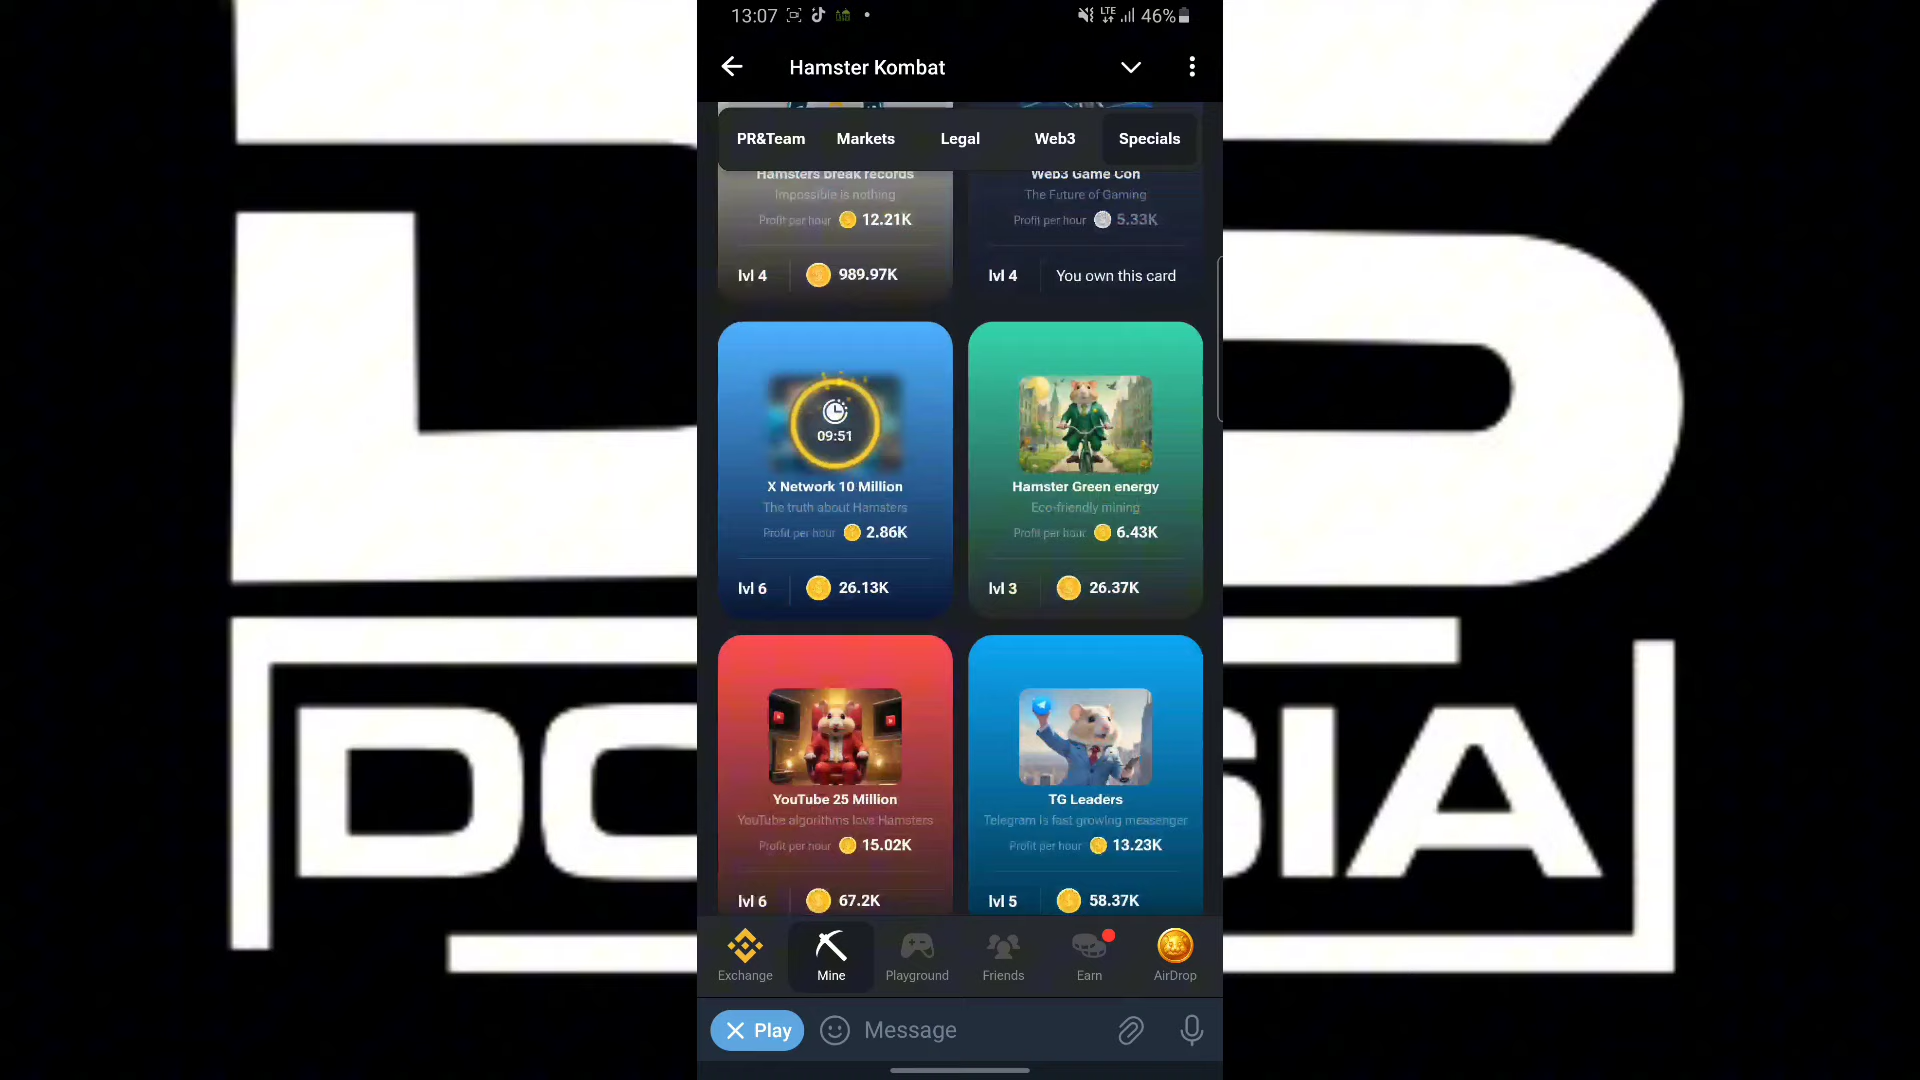 13:07
LTE
46%
Hamster Kombat
PR&Team
Markets
Legal
Web3
Specials
Hamsters break records
Impossible is nothing
Profit per hour 12.21K
lvl 4
989.97K
Web3 Game Con
The Future of Gaming
Profit per hour 5.33K
lvl 4
You own this card
09:51
X Network 10 Million
The truth about Hamsters
Profit per hour 2.86K
lvl 6
26.13K
Hamster Green energy
Eco-friendly mining
Profit per hour 6.43K
lvl 3
26.37K
YouTube 25 Million
YouTube algorithms love Hamsters
Profit per hour 15.02K
lvl 6
67.2K
TG Leaders
Telegram is fast growing messenger
Profit per hour 13.23K
lvl 5
58.37K
Exchange
Mine
Playground
Friends
Earn
AirDrop
Play
Message